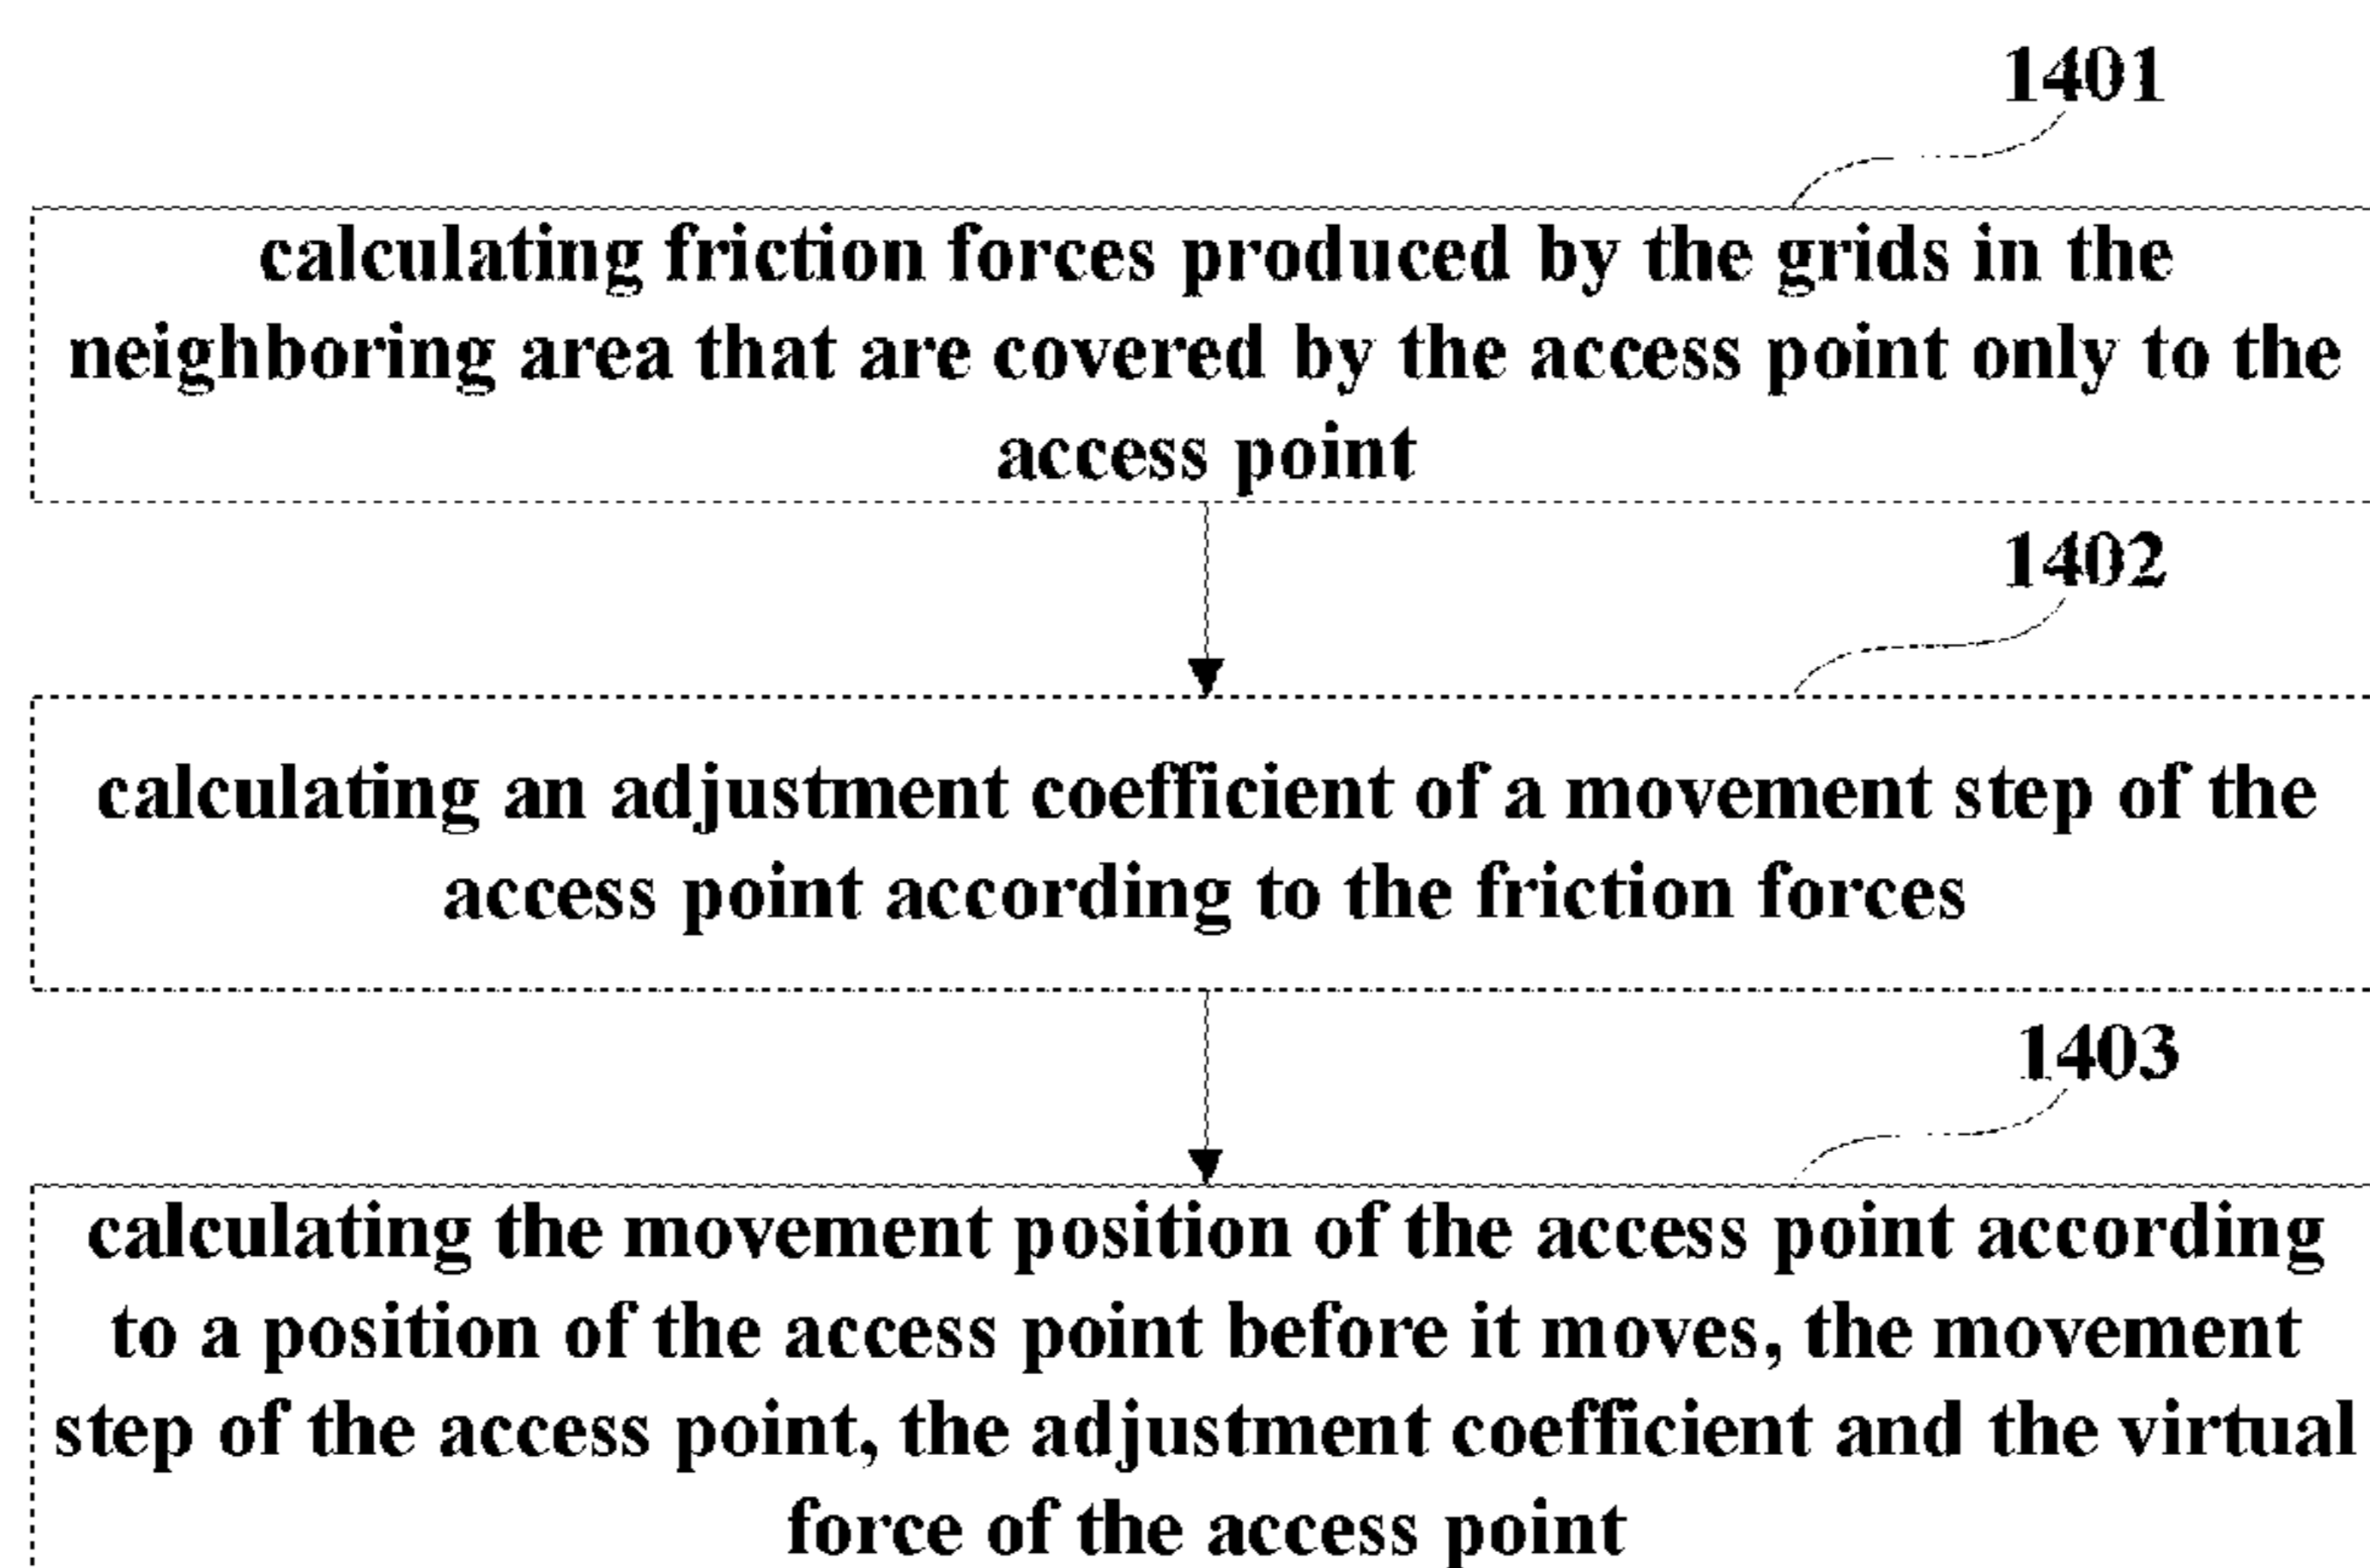 1401
calculating friction forces produced by the grids in the
neighboring area that are covered by the access point only to the
access point
1402
calculating an adjustment coefficient of a movement step of the
access point according to the friction forces
1403
calculating the movement position of the access point according
to a position of the access point before it moves, the movement
step of the access point, the adjustment coefficient and the virtual
force of the access point